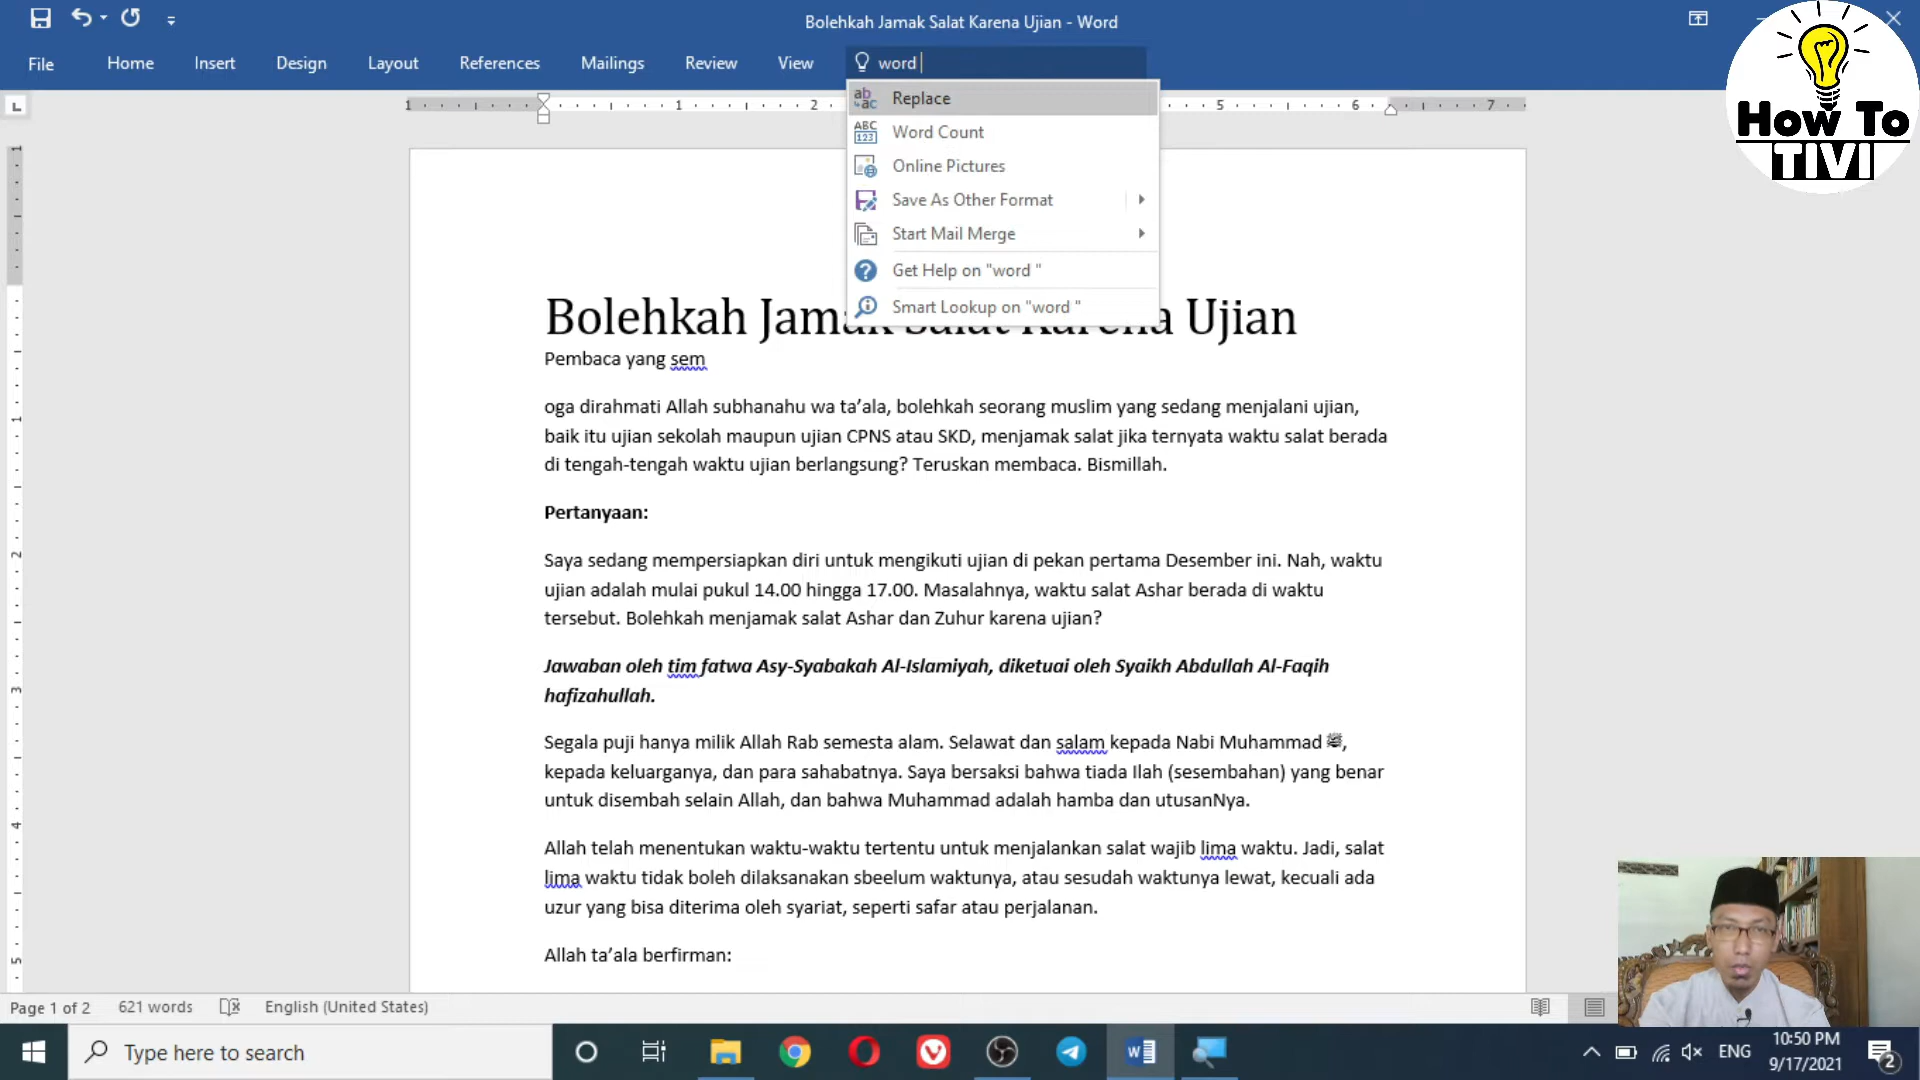 Bolehkah Jamak Salat Karena Ujian - Word
File Home Insert Design Layout References Mailings Review View word
Replace
Word Count
Online Pictures
Save As Other Format
Start Mail Merge
Get Help on "word "
Smart Lookup on "word "
How To
TIVI
1 1 2 5 6 7
Bolehkah Jamak Salat Karena Ujian
Pembaca yang sem
oga dirahmati Allah subhanahu wa ta’ala, bolehkah seorang muslim yang sedang menjalani ujian,
baik itu ujian sekolah maupun ujian CPNS atau SKD, menjamak salat jika ternyata waktu salat berada
di tengah-tengah waktu ujian berlangsung? Teruskan membaca. Bismillah.
Pertanyaan:
Saya sedang mempersiapkan diri untuk mengikuti ujian di pekan pertama Desember ini. Nah, waktu
ujian adalah mulai pukul 14.00 hingga 17.00. Masalahnya, waktu salat Ashar berada di waktu
tersebut. Bolehkah menjamak salat Ashar dan Zuhur karena ujian?
Jawaban oleh tim fatwa Asy-Syabakah Al-Islamiyah, diketuai oleh Syaikh Abdullah Al-Faqih
hafizahullah.
Segala puji hanya milik Allah Rab semesta alam. Selawat dan salam kepada Nabi Muhammad ﷺ,
kepada keluarganya, dan para sahabatnya. Saya bersaksi bahwa tiada Ilah (sesembahan) yang benar
untuk disembah selain Allah, dan bahwa Muhammad adalah hamba dan utusanNya.
Allah telah menentukan waktu-waktu tertentu untuk menjalankan salat wajib lima waktu. Jadi, salat
lima waktu tidak boleh dilaksanakan sbeelum waktunya, atau sesudah waktunya lewat, kecuali ada
uzur yang bisa diterima oleh syariat, seperti safar atau perjalanan.
Allah ta’ala berfirman:
Page 1 of 2 621 words English (United States)
Type here to search
ENG
10:50 PM
9/17/2021
2